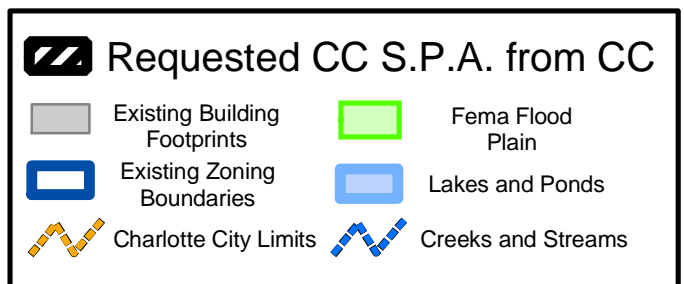 Requested CC S.P.A. from CC
Existing Building
Footprints
Fema Flood
Plain
Existing Zoning
Boundaries
Lakes and Ponds
Charlotte City Limits
Creeks and Streams